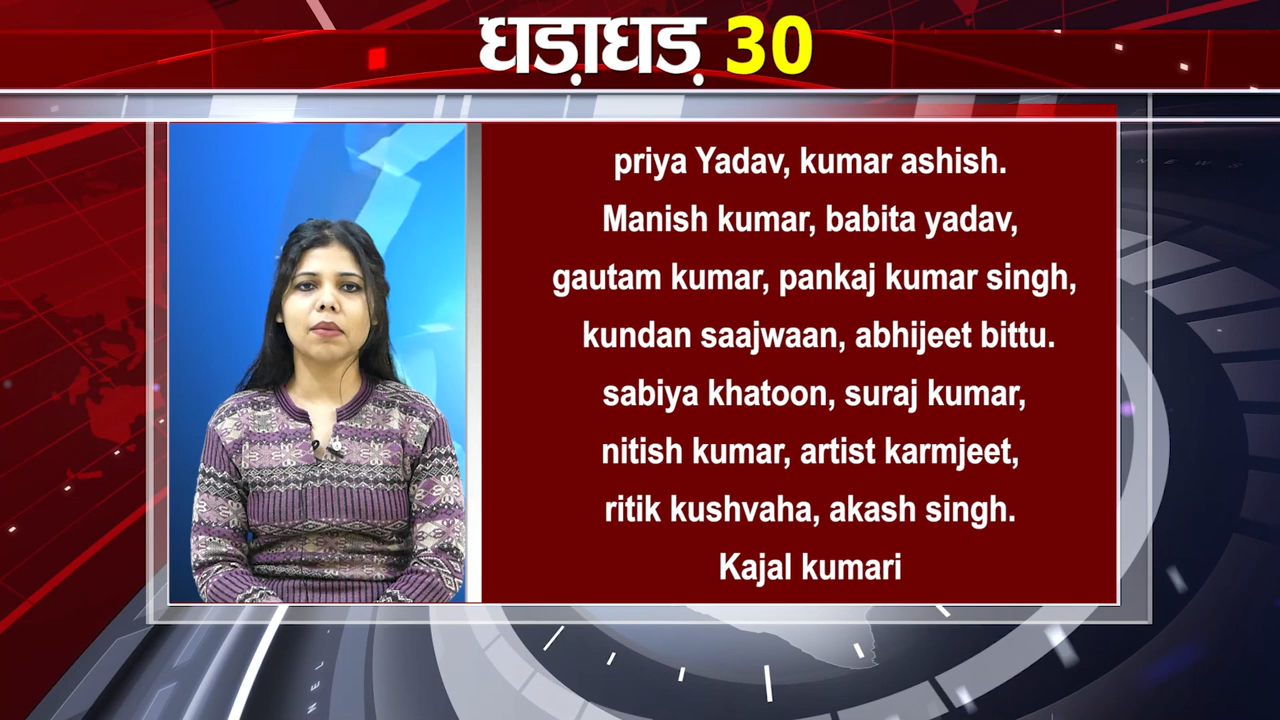 धड़ाधड़ 30
priya Yadav, kumar ashish.
Manish kumar, babita yadav,
gautam kumar, pankaj kumar singh,
kundan saajwaan, abhijeet bittu.
sabiya khatoon, suraj kumar,
nitish kumar, artist karmjeet,
ritik kushvaha, akash singh.
Kajal kumari